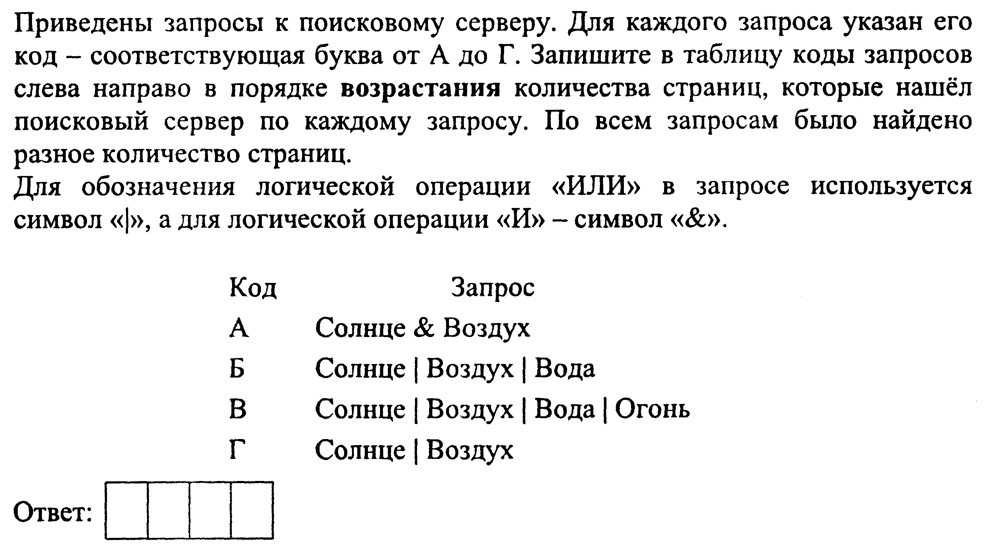 Приведены запросы к поисковому серверу. Для каждого запроса указан его
код – соответствующая буква от А до Г. Запишите в таблицу коды запросов
слева направо в порядке возрастания количества страниц, которые нашёл
поисковый сервер по каждому запросу. По всем запросам было найдено
разное количество страниц.
Для обозначения логической операции «ИЛИ» в запросе используется
символ «|», а для логической операции «И» – символ «&».
Код Запрос
А Солнце & Воздух
Б Солнце | Воздух | Вода
В Солнце | Воздух | Вода | Огонь
Г Солнце | Воздух
Ответ: